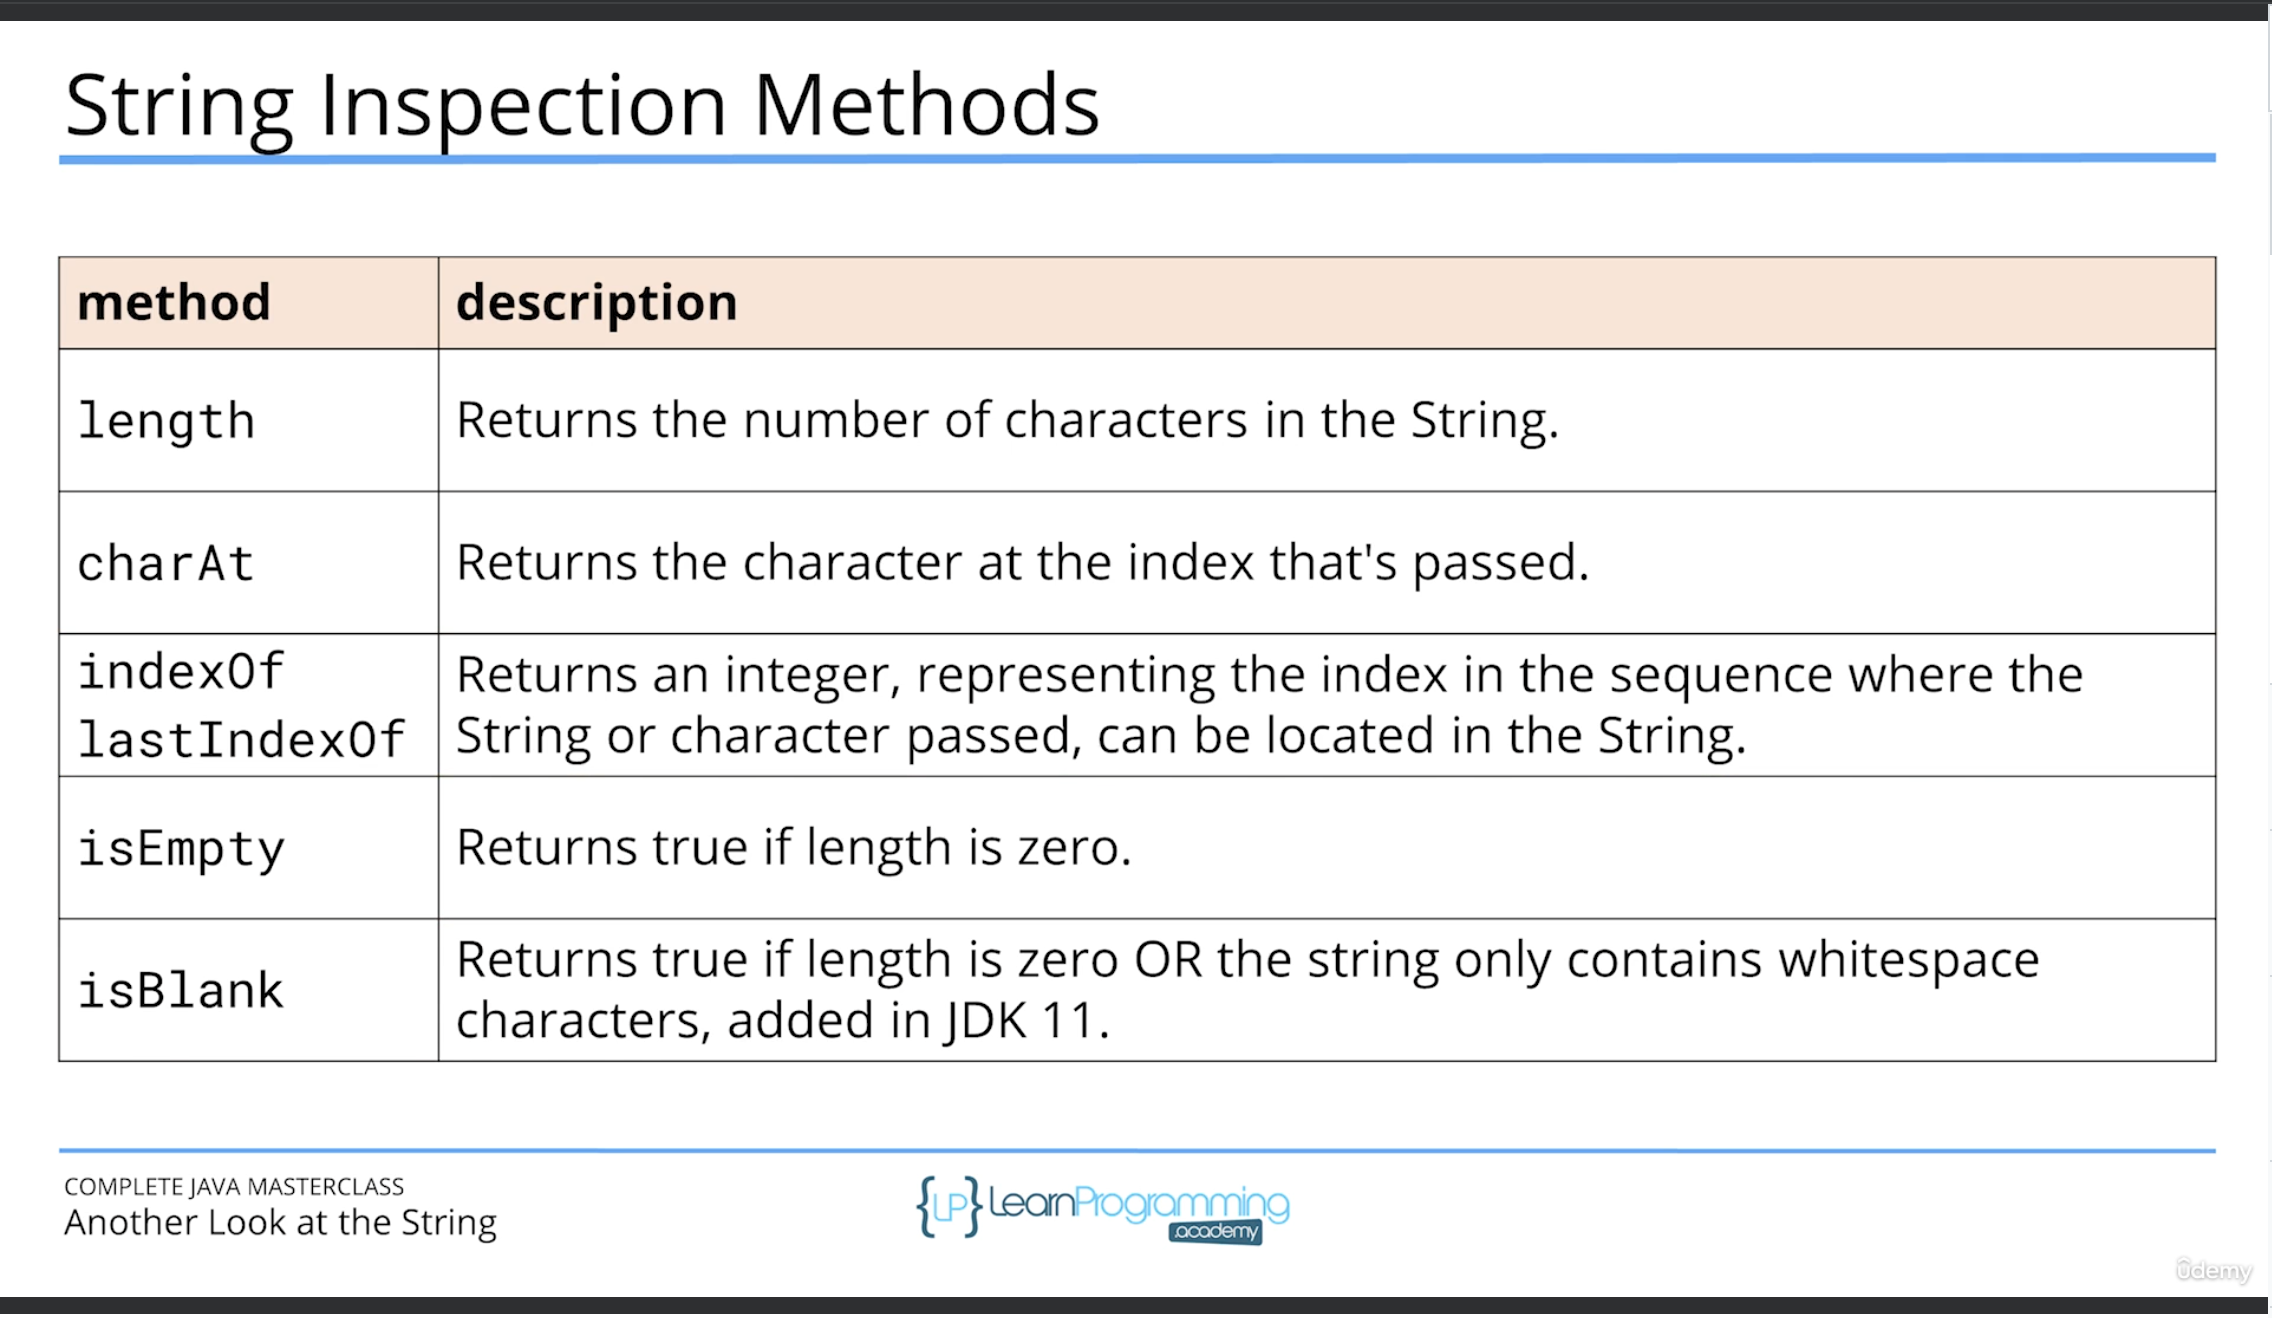 String Inspection Methods
method description
length Returns the number of characters in the String.
charAt Returns the character at the index that's passed.
indexOf
lastIndexOf
Returns an integer, representing the index in the sequence where the
String or character passed, can be located in the String.
isEmpty Returns true if length is zero.
isBlank
Returns true if length is zero OR the string only contains whitespace
characters, added in JDK 11.
COMPLETE JAVA MASTERCLASS
Another Look at the String
{LP} LearnProgramming
.academy
ûdemy